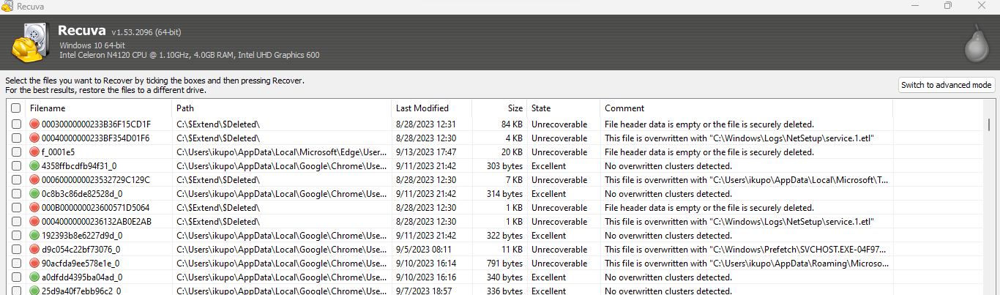 Recuva
Recuva v1.53.2096 (64-bit)
Windows 10 64-bit
Intel Celeron N4120 CPU @ 1.10GHz, 4.0GB RAM, Intel UHD Graphics 600
Select the files you want to Recover by ticking the boxes and then pressing Recover.
For the best results, restore the files to a different drive.
Switch to advanced mode
Filename Path Last Modified Size State Comment
00030000000233B36F15CD1F C:\$Extend\$Deleted\ 8/28/2023 12:31 84 KB Unrecoverable File header data is empty or the file is securely deleted.
00040000000233BF354D01F6 C:\$Extend\$Deleted\ 8/28/2023 12:30 4 KB Unrecoverable This file is overwritten with "C:\Windows\Logs\NetSetup\service.1.etl"
f_0001e5 C:\Users\ikupo\AppData\Local\Microsoft\Edge\User... 9/13/2023 17:47 20 KB Unrecoverable File header data is empty or the file is securely deleted.
4358ffbcdfb94f31_0 C:\Users\ikupo\AppData\Local\Google\Chrome\Use... 9/11/2023 21:42 303 bytes Excellent No overwritten clusters detected.
0006000000023532729C129C C:\$Extend\$Deleted\ 8/28/2023 12:30 7 KB Unrecoverable This file is overwritten with "C:\Users\ikupo\AppData\Local\Microsoft\T...
0c8b3c86de82528d_0 C:\Users\ikupo\AppData\Local\Google\Chrome\Use... 9/11/2023 21:42 314 bytes Excellent No overwritten clusters detected.
000B000000023600571D5064 C:\$Extend\$Deleted\ 8/28/2023 12:30 1 KB Unrecoverable File header data is empty or the file is securely deleted.
00040000000236132AB0E2AB C:\$Extend\$Deleted\ 8/28/2023 12:30 1 KB Unrecoverable This file is overwritten with "C:\Windows\Logs\NetSetup\service.1.etl"
192393b8e6227d9d_0 C:\Users\ikupo\AppData\Local\Google\Chrome\Use... 9/11/2023 21:42 322 bytes Excellent No overwritten clusters detected.
d9c054c22bf73076_0 C:\Users\ikupo\AppData\Local\Google\Chrome\Use... 9/5/2023 08:11 11 KB Unrecoverable This file is overwritten with "C:\Windows\Prefetch\SVCHOST.EXE-04F97...
90acfda9ee578e1e_0 C:\Users\ikupo\AppData\Local\Google\Chrome\Use... 9/10/2023 16:14 791 bytes Unrecoverable This file is overwritten with "C:\Users\ikupo\AppData\Roaming\Microso...
a0dfdd4395ba04ad_0 C:\Users\ikupo\AppData\Local\Google\Chrome\Use... 9/10/2023 16:16 340 bytes Excellent No overwritten clusters detected.
25d9a40f7ebb96c2_0 C:\Users\ikupo\AppData\Local\Google\Chrome\Use... 9/7/2023 18:57 336 bytes Excellent No overwritten clusters detected.